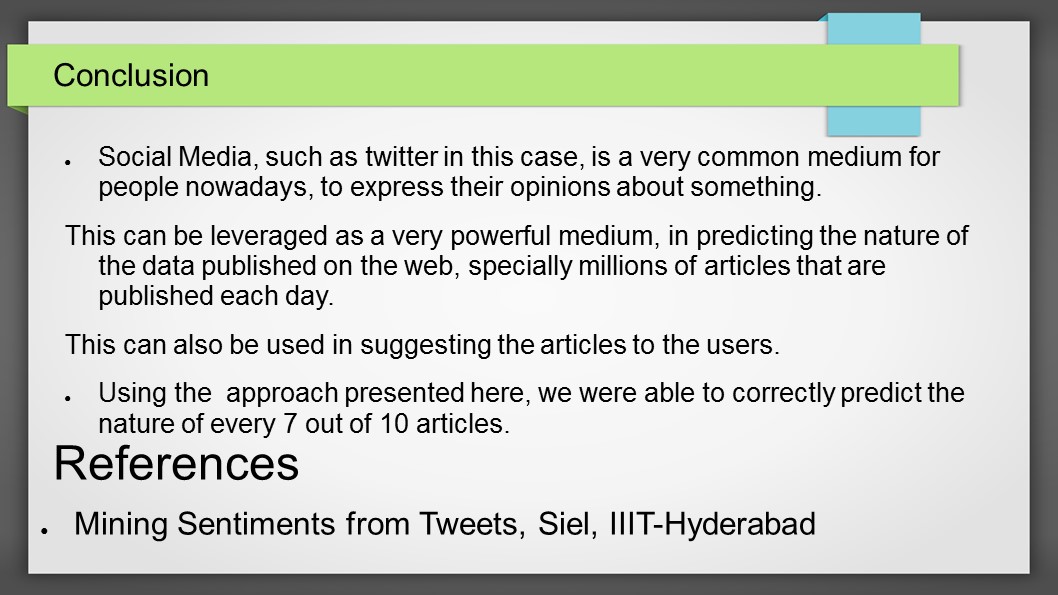 Conclusion
● Social Media, such as twitter in this case, is a very common medium for
people nowadays, to express their opinions about something.
This can be leveraged as a very powerful medium, in predicting the nature of
the data published on the web, specially millions of articles that are
published each day.
This can also be used in suggesting the articles to the users.
● Using the  approach presented here, we were able to correctly predict the
nature of every 7 out of 10 articles.
References
● Mining Sentiments from Tweets, Siel, IIIT-Hyderabad